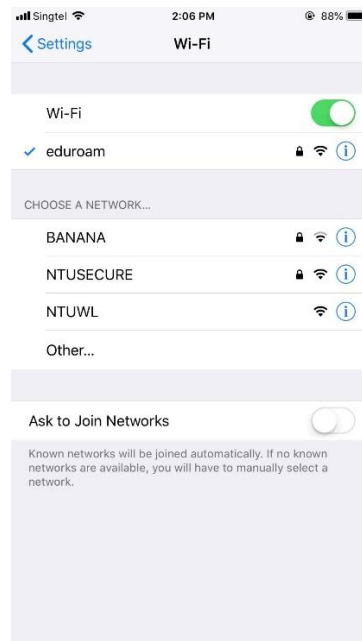 Singtel 2:06 PM 88%
Settings Wi-Fi
Wi-Fi
eduroam
CHOOSE A NETWORK...
BANANA
NTUSECURE
NTUWL
Other...
Ask to Join Networks
Known networks will be joined automatically. If no known
networks are available, you will have to manually select a
network.